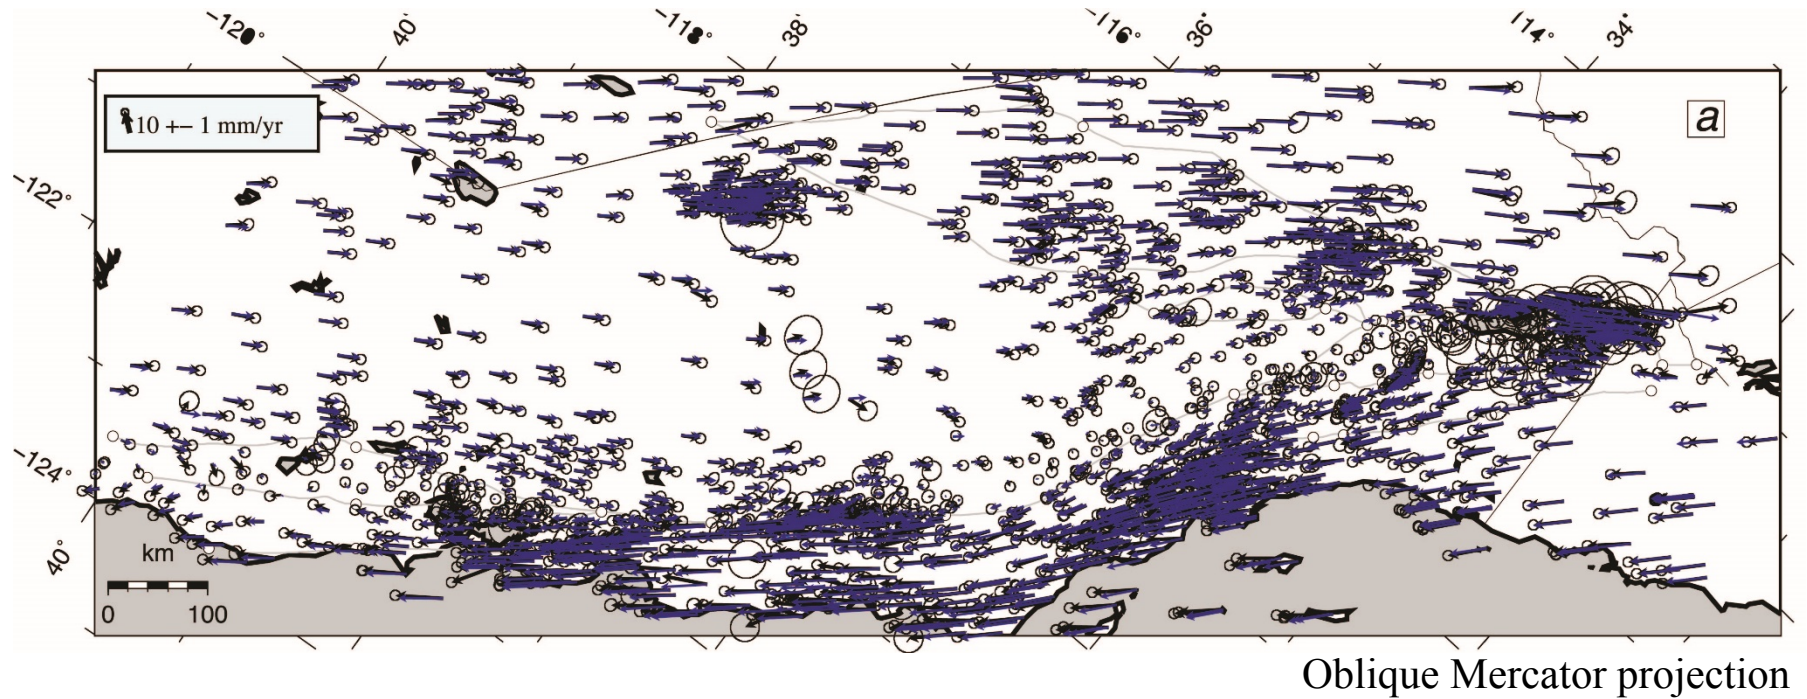 -120° 40° -118° 38° -116° 36° 114° 34°
10 +− 1 mm/yr
a
-122°
-124°
40°
km
0 100
Oblique Mercator projection